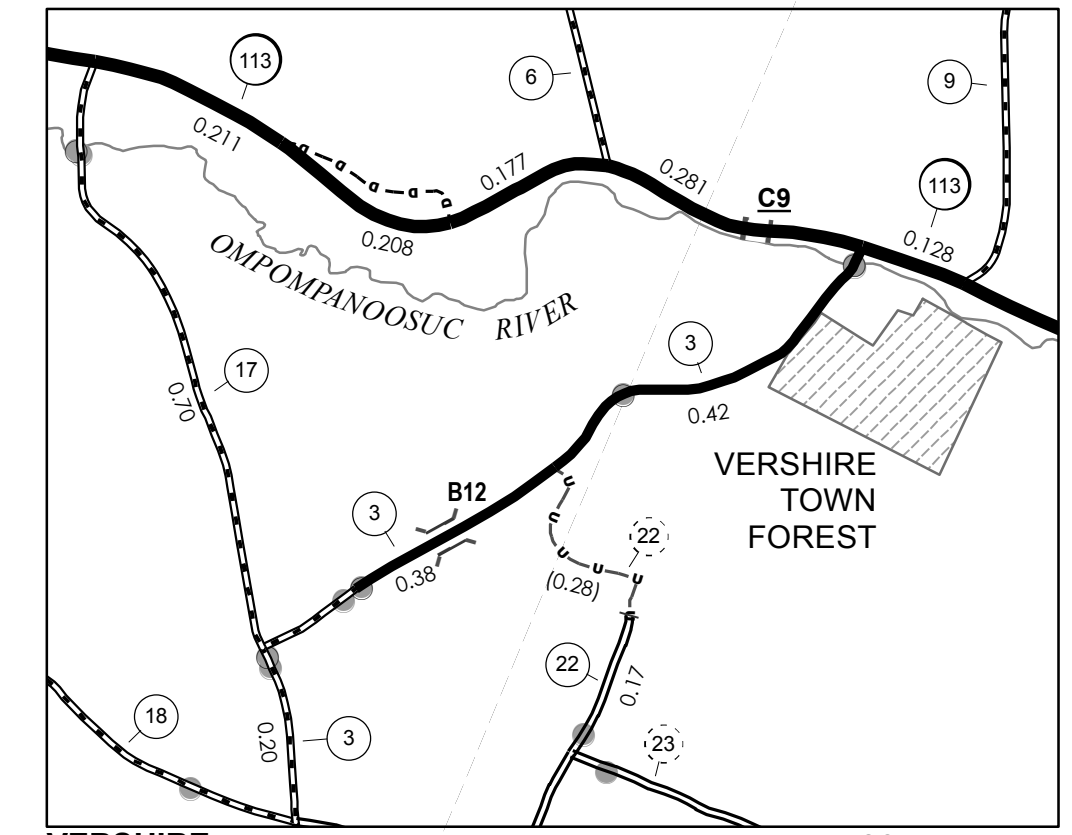 113
6
9
0.211
0.177
0.281
113
C9
0.128
0.208
OMPOMPANOOSUC RIVER
3
17
0.70
0.42
VERSHIRE
TOWN
FOREST
B12
3
22
0.38
(0.28)
22
0.17
18
0.20
3
23
D
D
D
D
D
U
U
U
U
U
U